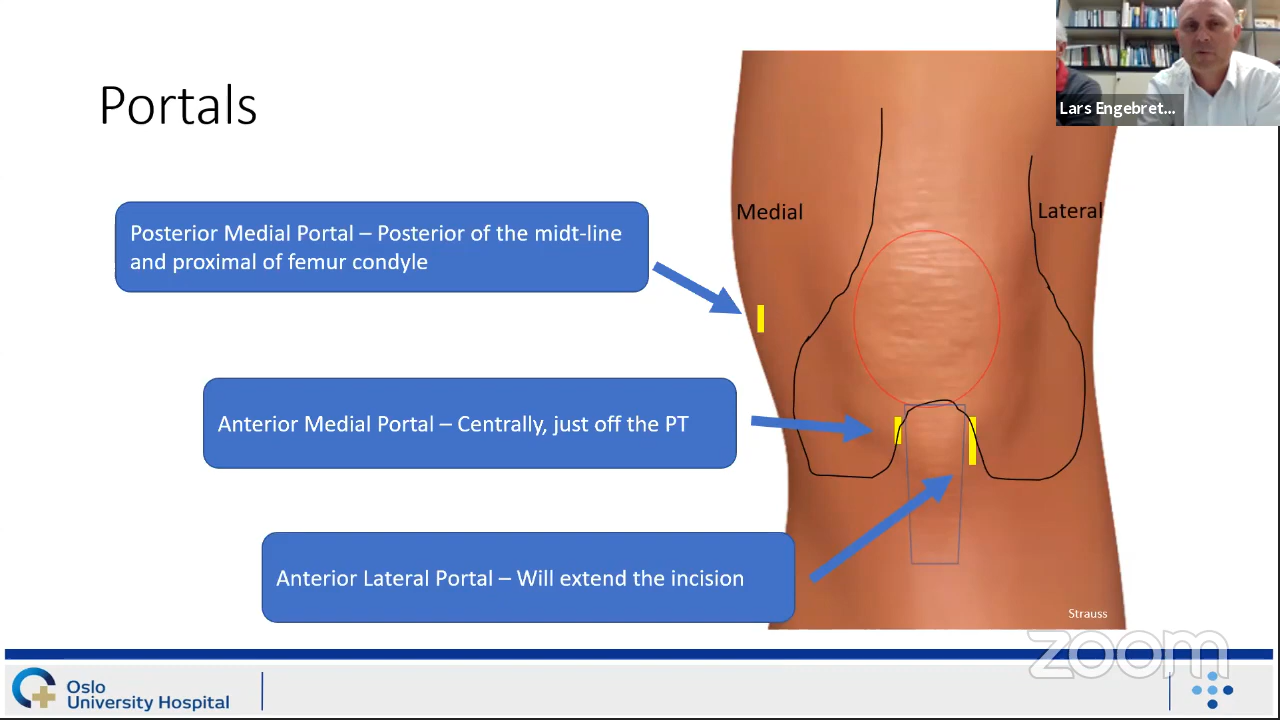 Lars Engebret...
Portals
Medial
Lateral
Posterior Medial Portal – Posterior of the midt-line
and proximal of femur condyle
Anterior Medial Portal – Centrally, just off the PT
Anterior Lateral Portal – Will extend the incision
Strauss
zoom
Oslo
University Hospital